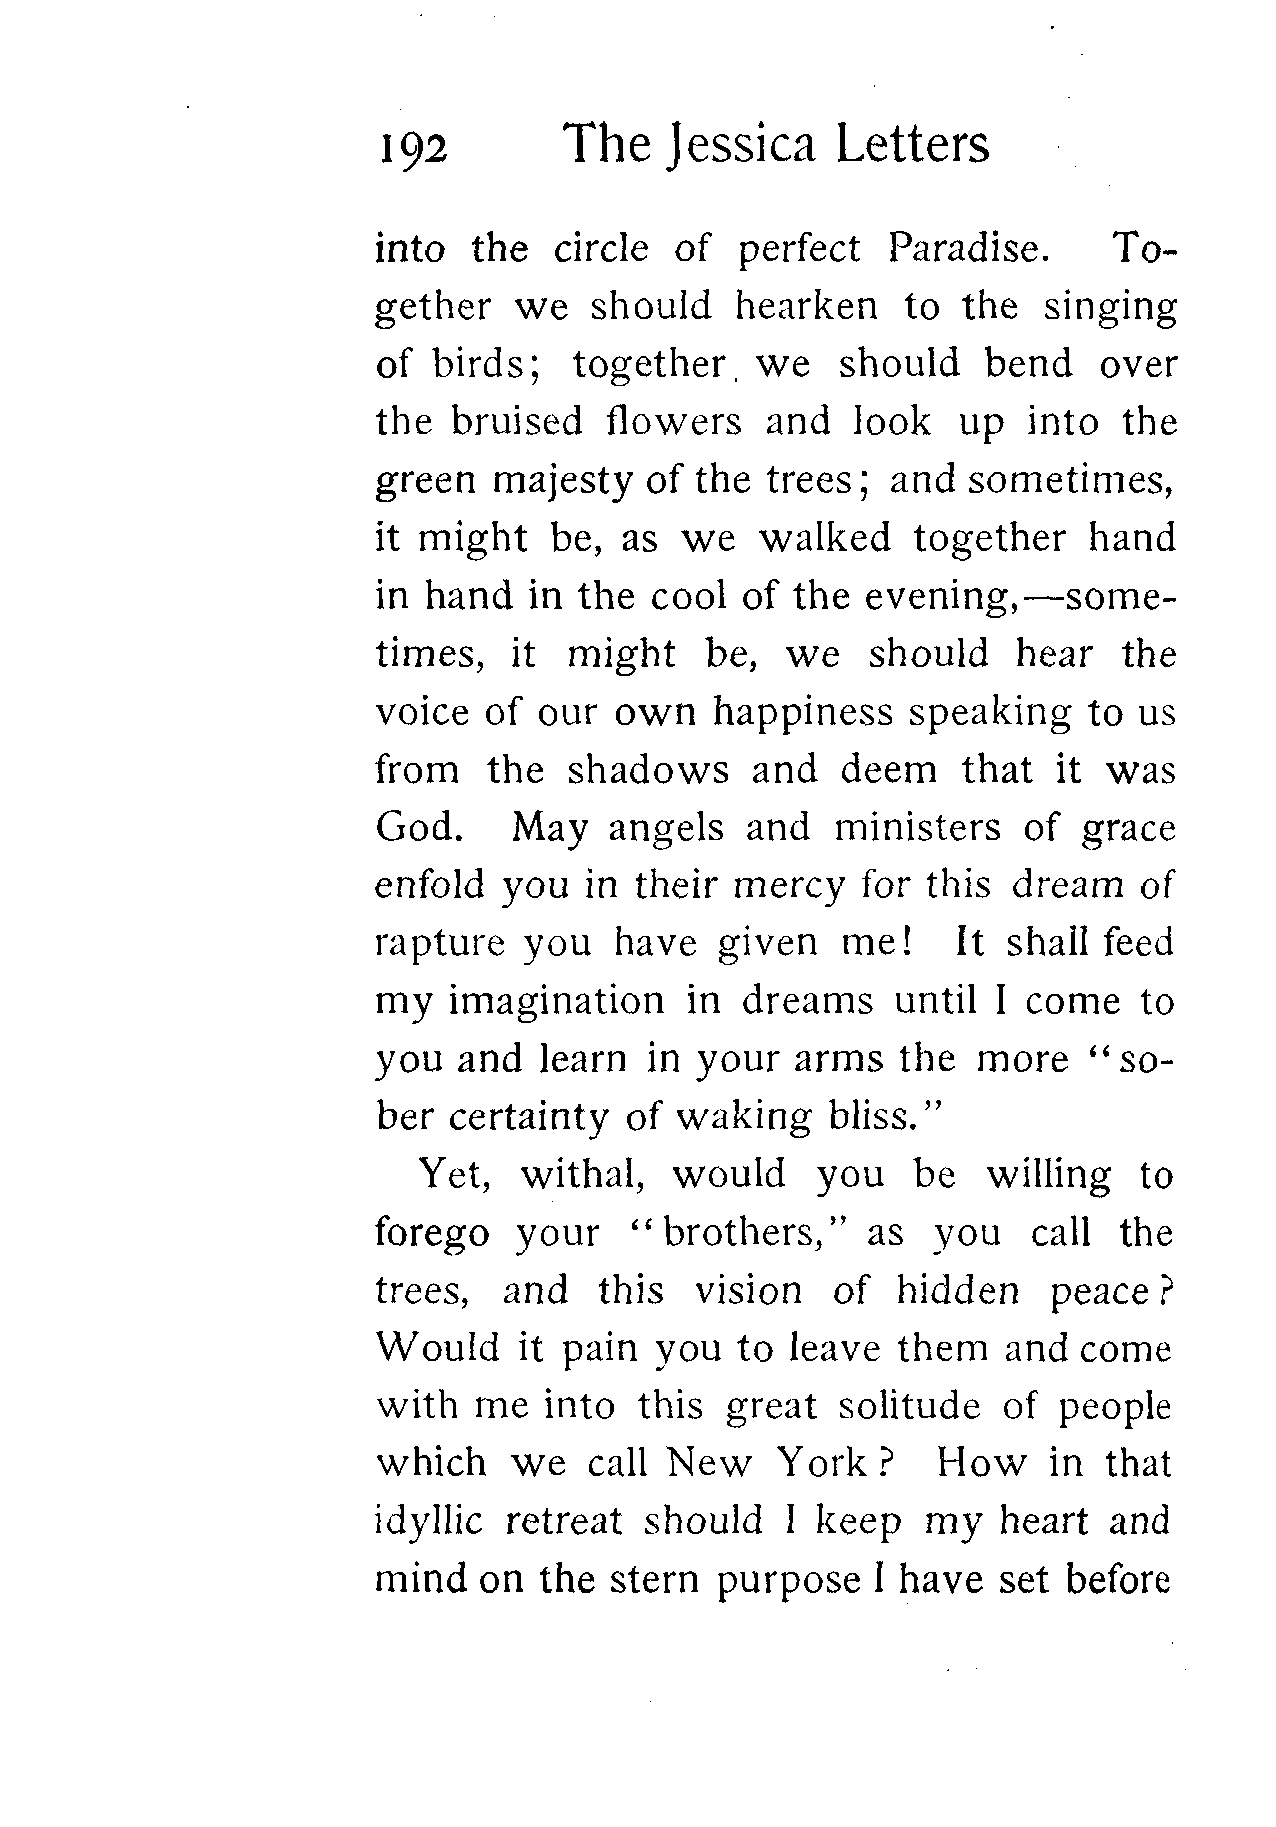 192 The Jessica Letters
into the circle of perfect Paradise. To-
gether we should hearken to the singing
of birds; together we should bend over
the bruised flowers and look up into the
green majesty of the trees; and sometimes,
it might be, as we walked together hand
in hand in the cool of the evening,—some-
times, it might be, we should hear the
voice of our own happiness speaking to us
from the shadows and deem that it was
God. May angels and ministers of grace
enfold you in their mercy for this dream of
rapture you have given me! It shall feed
my imagination in dreams until I come to
you and learn in your arms the more “so-
ber certainty of waking bliss.”
Yet, withal, would you be willing to
forego your “brothers,” as you call the
trees, and this vision of hidden peace?
Would it pain you to leave them and come
with me into this great solitude of people
which we call New York? How in that
idyllic retreat should I keep my heart and
mind on the stern purpose I have set before